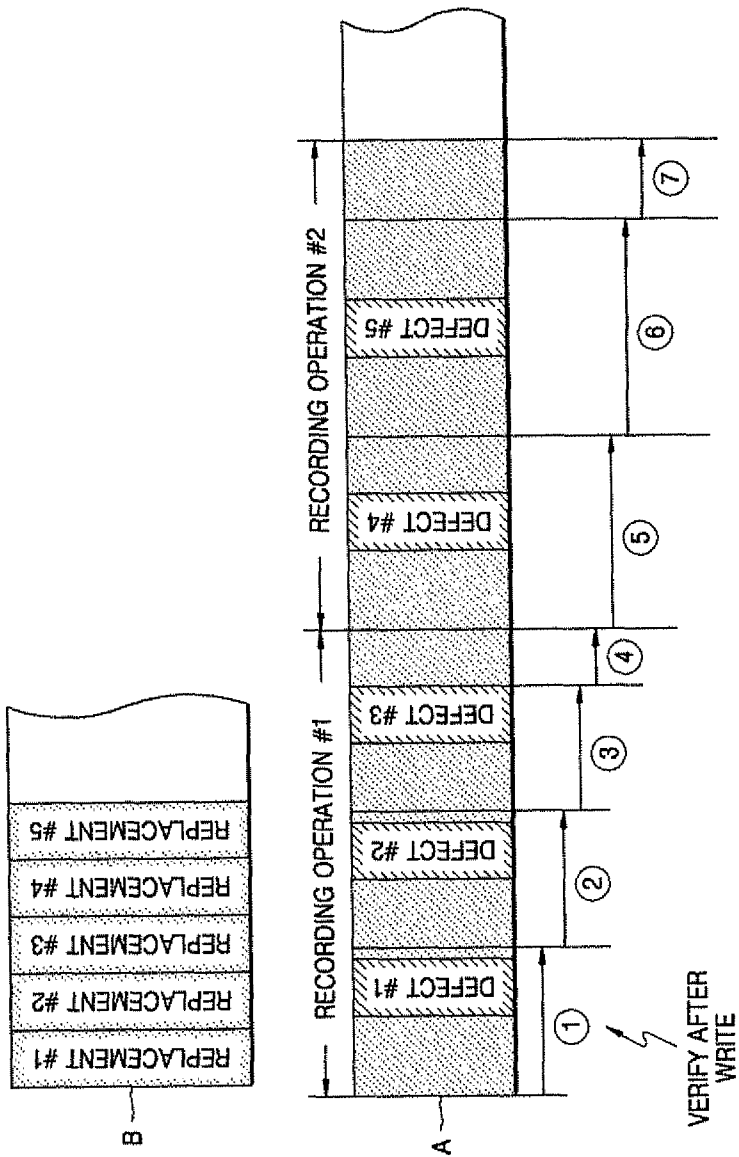 REPLACEMENT #1
REPLACEMENT #2
REPLACEMENT #3
REPLACEMENT #4
REPLACEMENT #5
B
RECORDING OPERATION #1
RECORDING OPERATION #2
DEFECT #1
DEFECT #2
DEFECT #3
DEFECT #4
DEFECT #5
A
①
②
③
④
⑤
⑥
⑦
VERIFY AFTER
WRITE